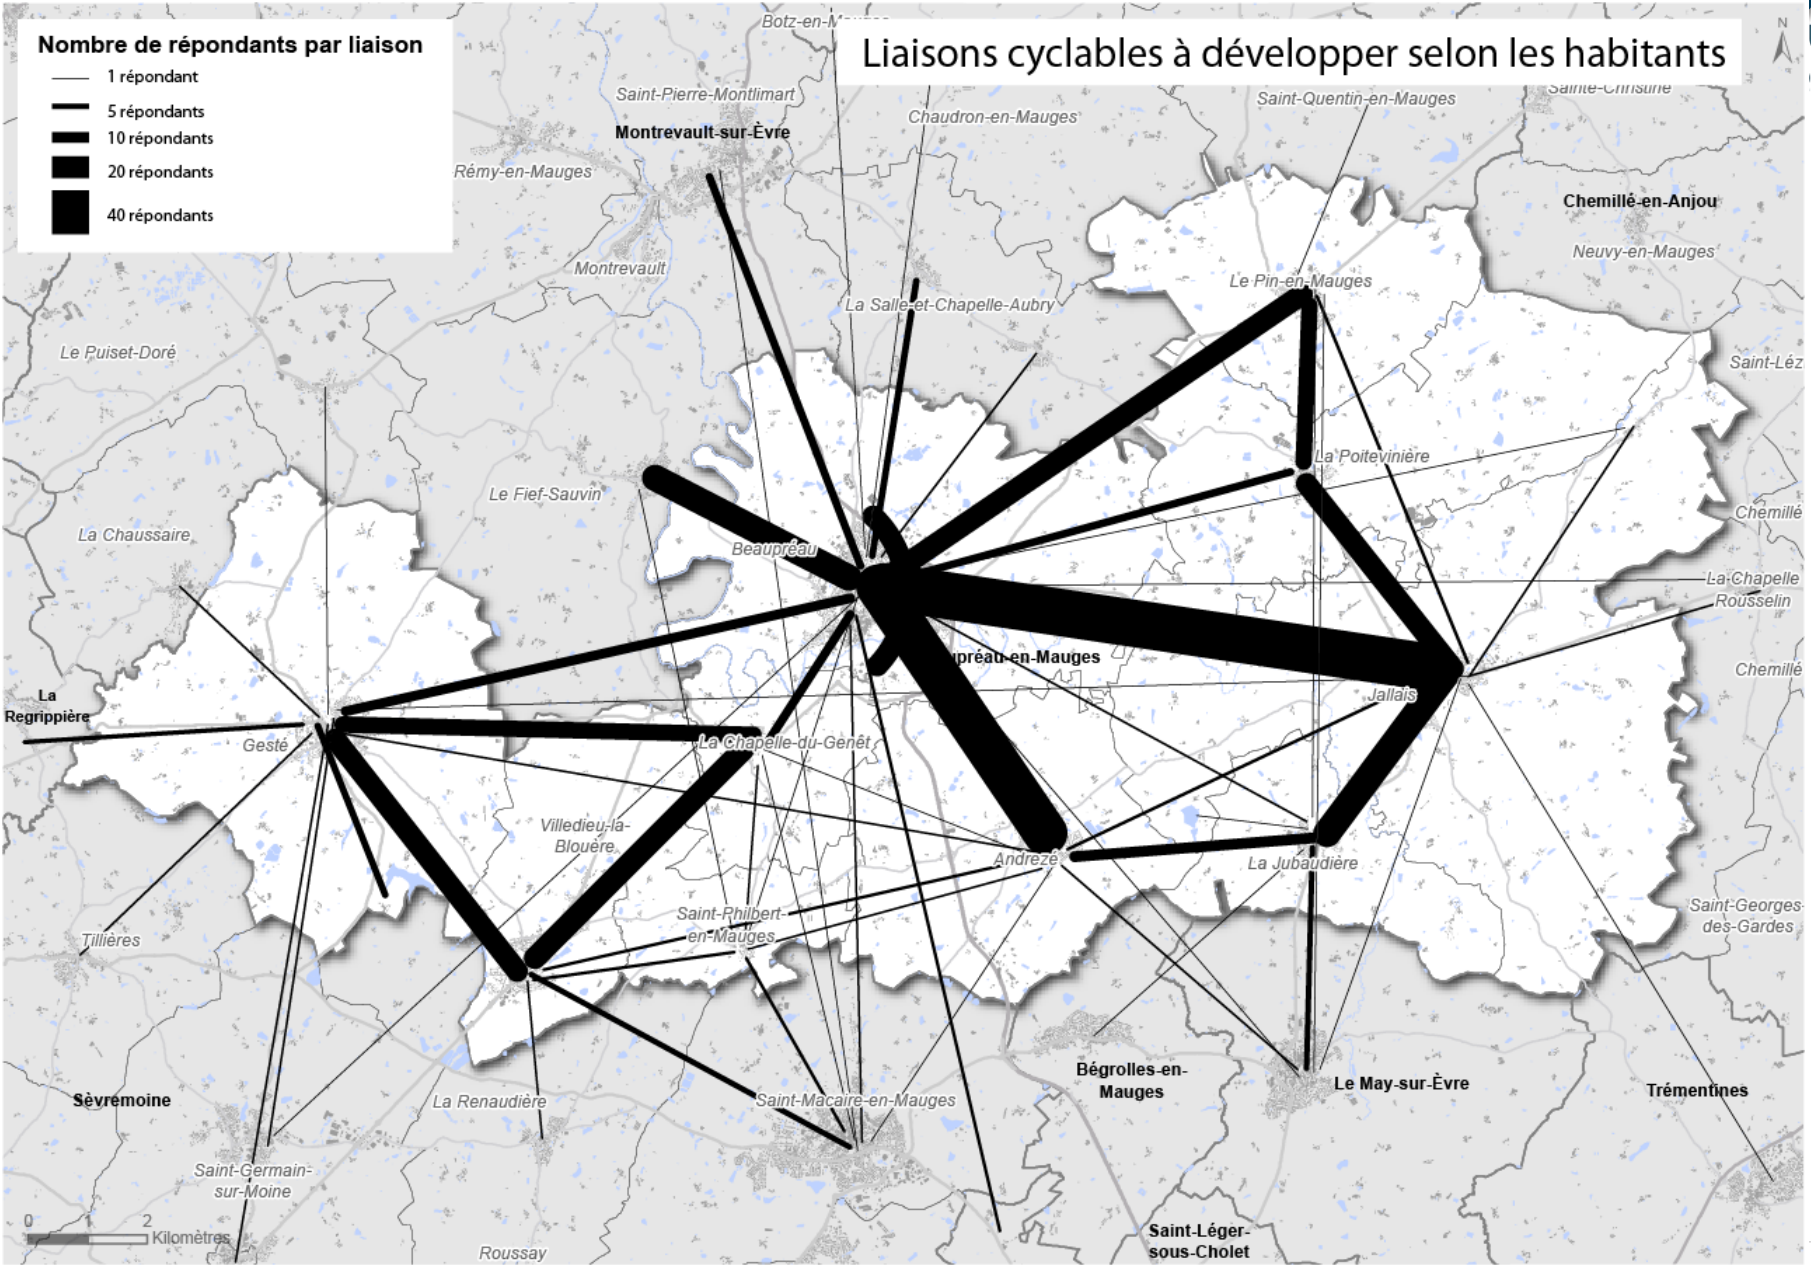 Botz-en-Mauges
Nombre de répondants par liaison
1 répondant
5 répondants
10 répondants
20 répondants
40 répondants
Liaisons cyclables à développer selon les habitants
N
Saint-Pierre-Montlimart
Montrevault-sur-Èvre
Chaudron-en-Mauges
Saint-Quentin-en-Mauges
Sainte-Christine
Rémy-en-Mauges
Chemillé-en-Anjou
Neuvy-en-Mauges
Montrevault
Le Pin-en-Mauges
La Salle-et-Chapelle-Aubry
Le Puiset-Doré
Saint-Léz
La Poitevinière
Le Fief-Sauvin
La Chaussaire
Chemillé
Beaupréau
La Chapelle
Rousselin
upréau-en-Mauges
Chemillé
La
Regrippière
Jallais
Gesté
La Chapelle-du-Genêt
Villedieu-la-
Blouère
Andrezé
La Jubaudière
Saint-Philbert-
en-Mauges
Saint-Georges-
des-Gardes
Tillières
Bégrolles-en-
Mauges
Le May-sur-Èvre
Trémentines
Sèvremoine
La Renaudière
Saint-Macaire-en-Mauges
Saint-Germain-
sur-Moine
0 1 2
Kilomètres
Roussay
Saint-Léger-
sous-Cholet